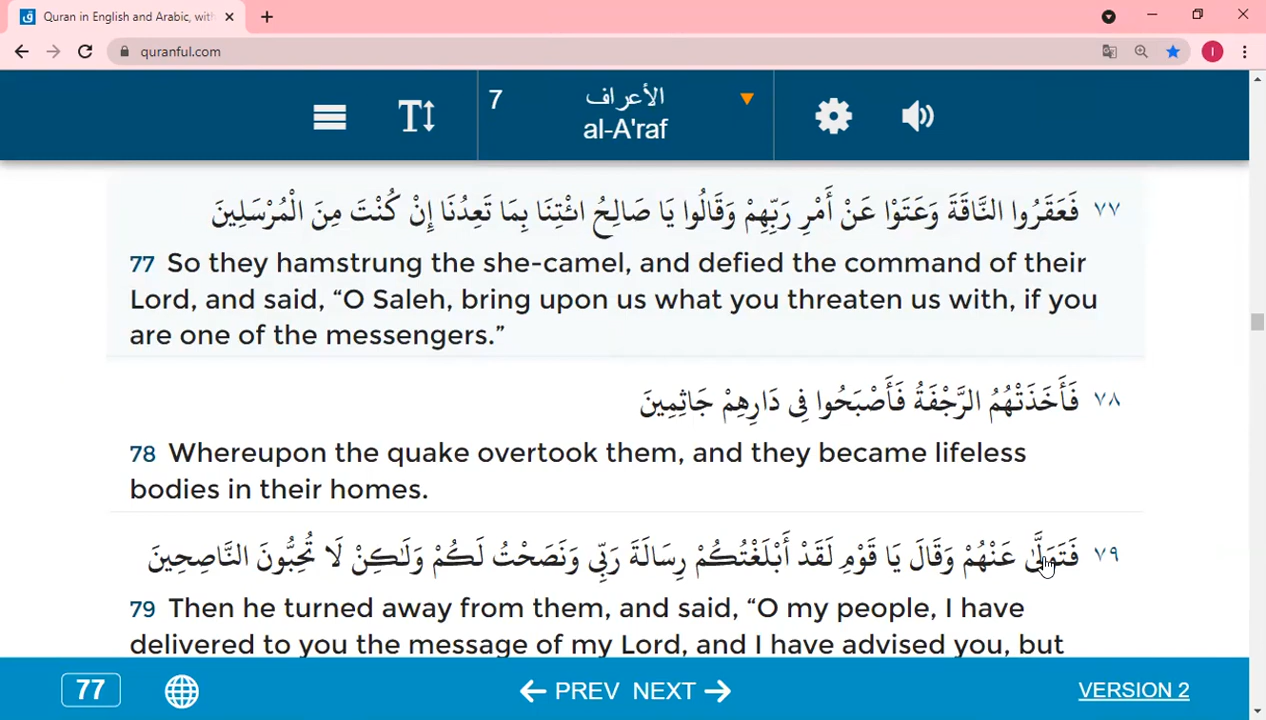 Quran in English and Arabic, with
quranful.com
7
الأعراف
al-A'raf
٧٧ فَعَقَرُوا النَّاقَةَ وَعَتَوْا عَنْ أَمْرِ رَبِّهِمْ وَقَالُوا يَا صَالِحُ ائْتِنَا بِمَا تَعِدُنَا إِنْ كُنْتَ مِنَ الْمُرْسَلِينَ
77 So they hamstrung the she-camel, and defied the command of their
Lord, and said, “O Saleh, bring upon us what you threaten us with, if you
are one of the messengers.”
٧٨ فَأَخَذَتْهُمُ الرَّجْفَةُ فَأَصْبَحُوا فِى دَارِهِمْ جَاثِمِينَ
78 Whereupon the quake overtook them, and they became lifeless
bodies in their homes.
٧٩ فَتَوَلَّىٰ عَنْهُمْ وَقَالَ يَا قَوْمِ لَقَدْ أَبْلَغْتُكُمْ رِسَالَةَ رَبِّى وَنَصَحْتُ لَكُمْ وَلَـٰكِنْ لَا تُحِبُّونَ النَّاصِحِينَ
79 Then he turned away from them, and said, “O my people, I have
delivered to you the message of my Lord, and I have advised you, but
77
PREV NEXT
VERSION 2